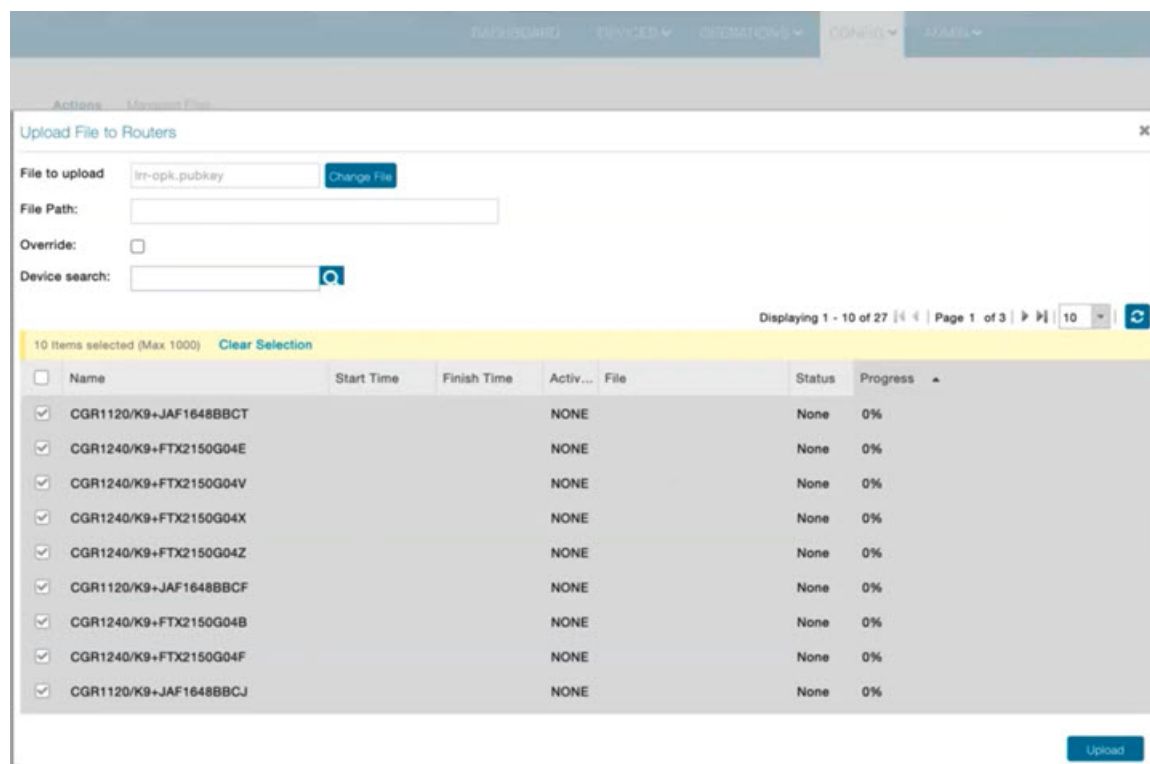 DASHBOARD DEVICES OPERATIONS CONFIG ADMIN
Actions Managed Files
Upload File to Routers
File to upload lrr-opk.pubkey Change File
File Path:
Override:
Device search:
Displaying 1 - 10 of 27 Page 1 of 3 10
10 Items selected (Max 1000) Clear Selection
Name Start Time Finish Time Activ... File Status Progress
CGR1120/K9+JAF1648BBCT NONE None 0%
CGR1240/K9+FTX2150G04E NONE None 0%
CGR1240/K9+FTX2150G04V NONE None 0%
CGR1240/K9+FTX2150G04X NONE None 0%
CGR1240/K9+FTX2150G04Z NONE None 0%
CGR1120/K9+JAF1648BBCF NONE None 0%
CGR1240/K9+FTX2150G04B NONE None 0%
CGR1240/K9+FTX2150G04F NONE None 0%
CGR1120/K9+JAF1648BBCJ NONE None 0%
Upload